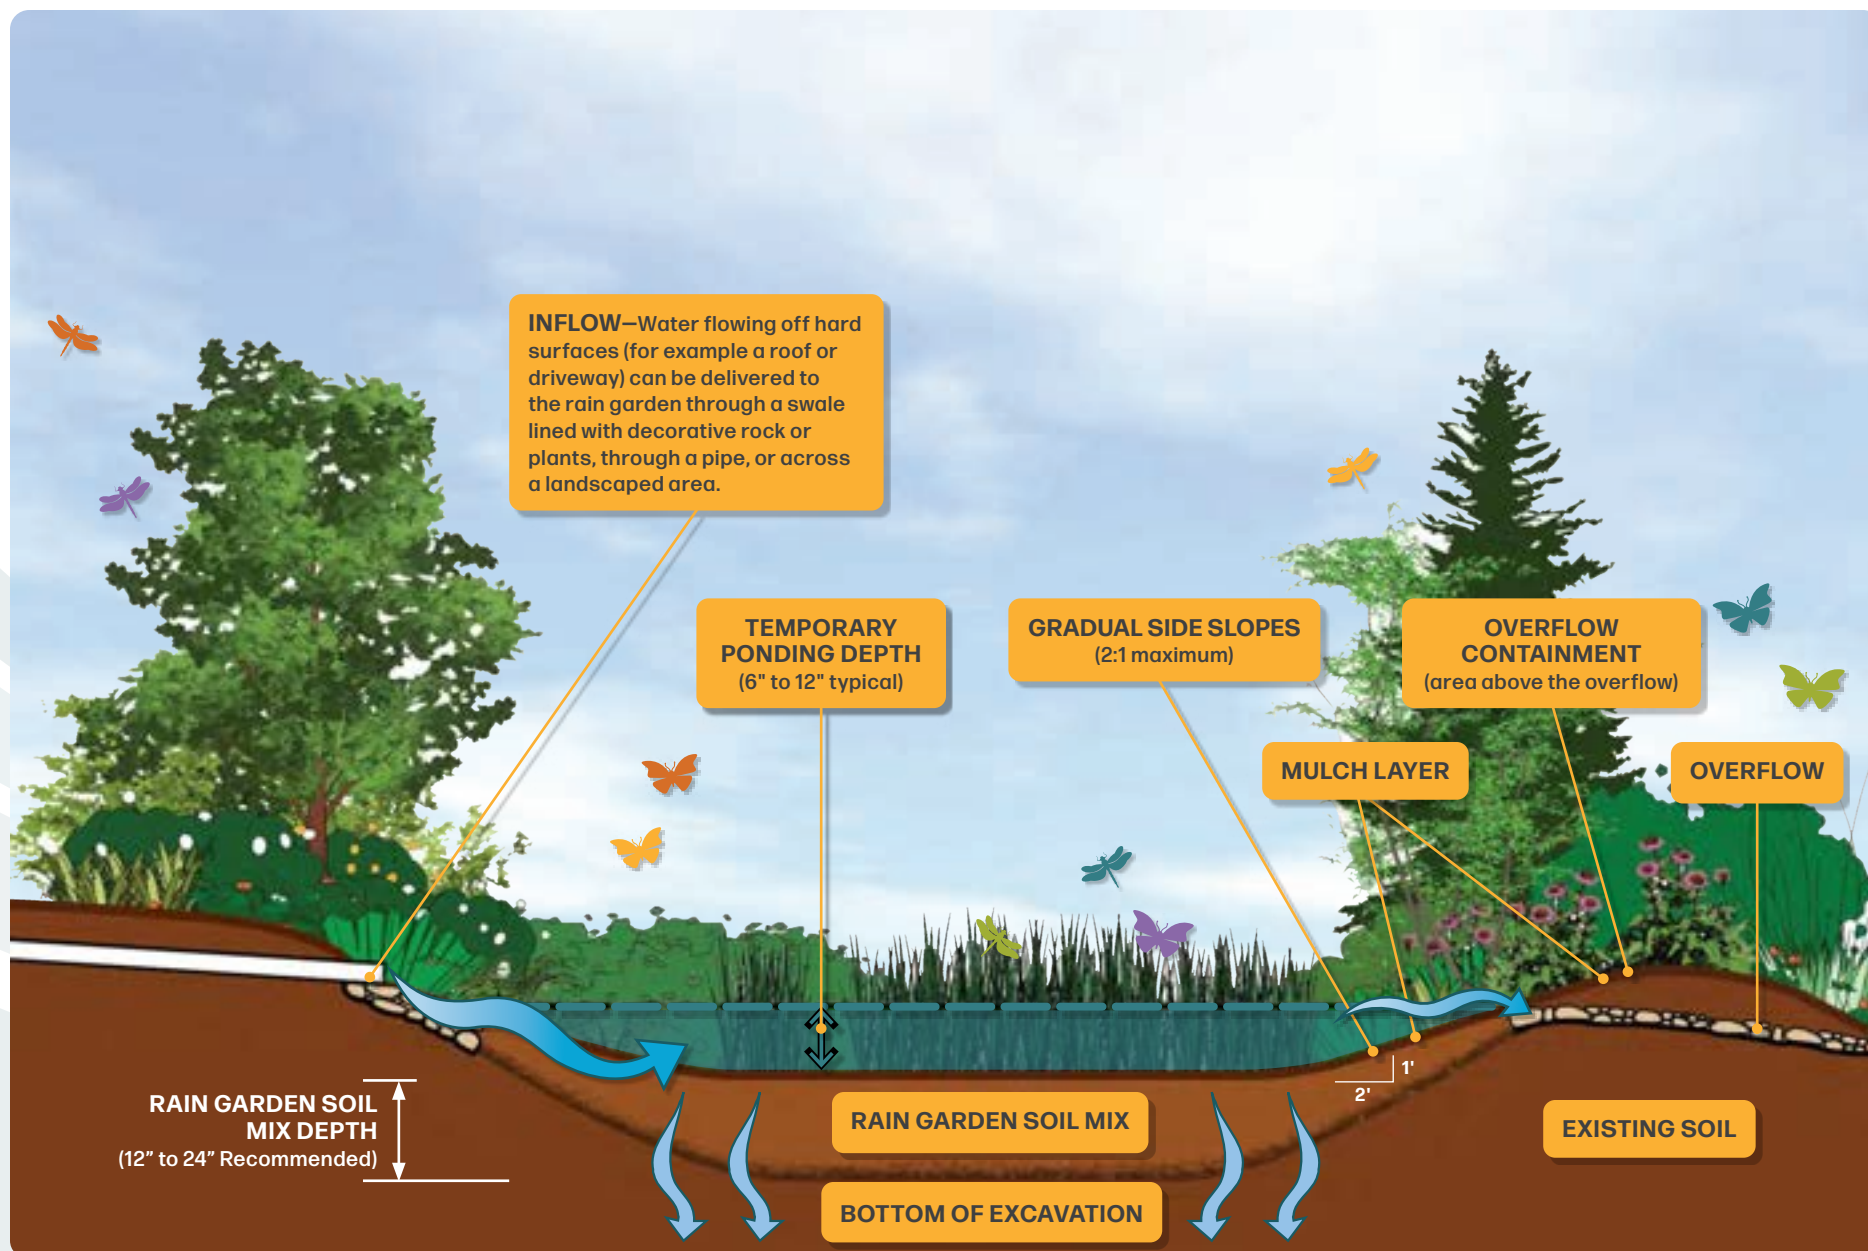 INFLOW—Water flowing off hard
surfaces (for example a roof or
driveway) can be delivered to
the rain garden through a swale
lined with decorative rock or
plants, through a pipe, or across
a landscaped area.
TEMPORARY
PONDING DEPTH
(6" to 12" typical)
GRADUAL SIDE SLOPES
(2:1 maximum)
OVERFLOW
CONTAINMENT
(area above the overflow)
MULCH LAYER
OVERFLOW
1'
2'
RAIN GARDEN SOIL
MIX DEPTH
(12” to 24” Recommended)
RAIN GARDEN SOIL MIX
EXISTING SOIL
BOTTOM OF EXCAVATION